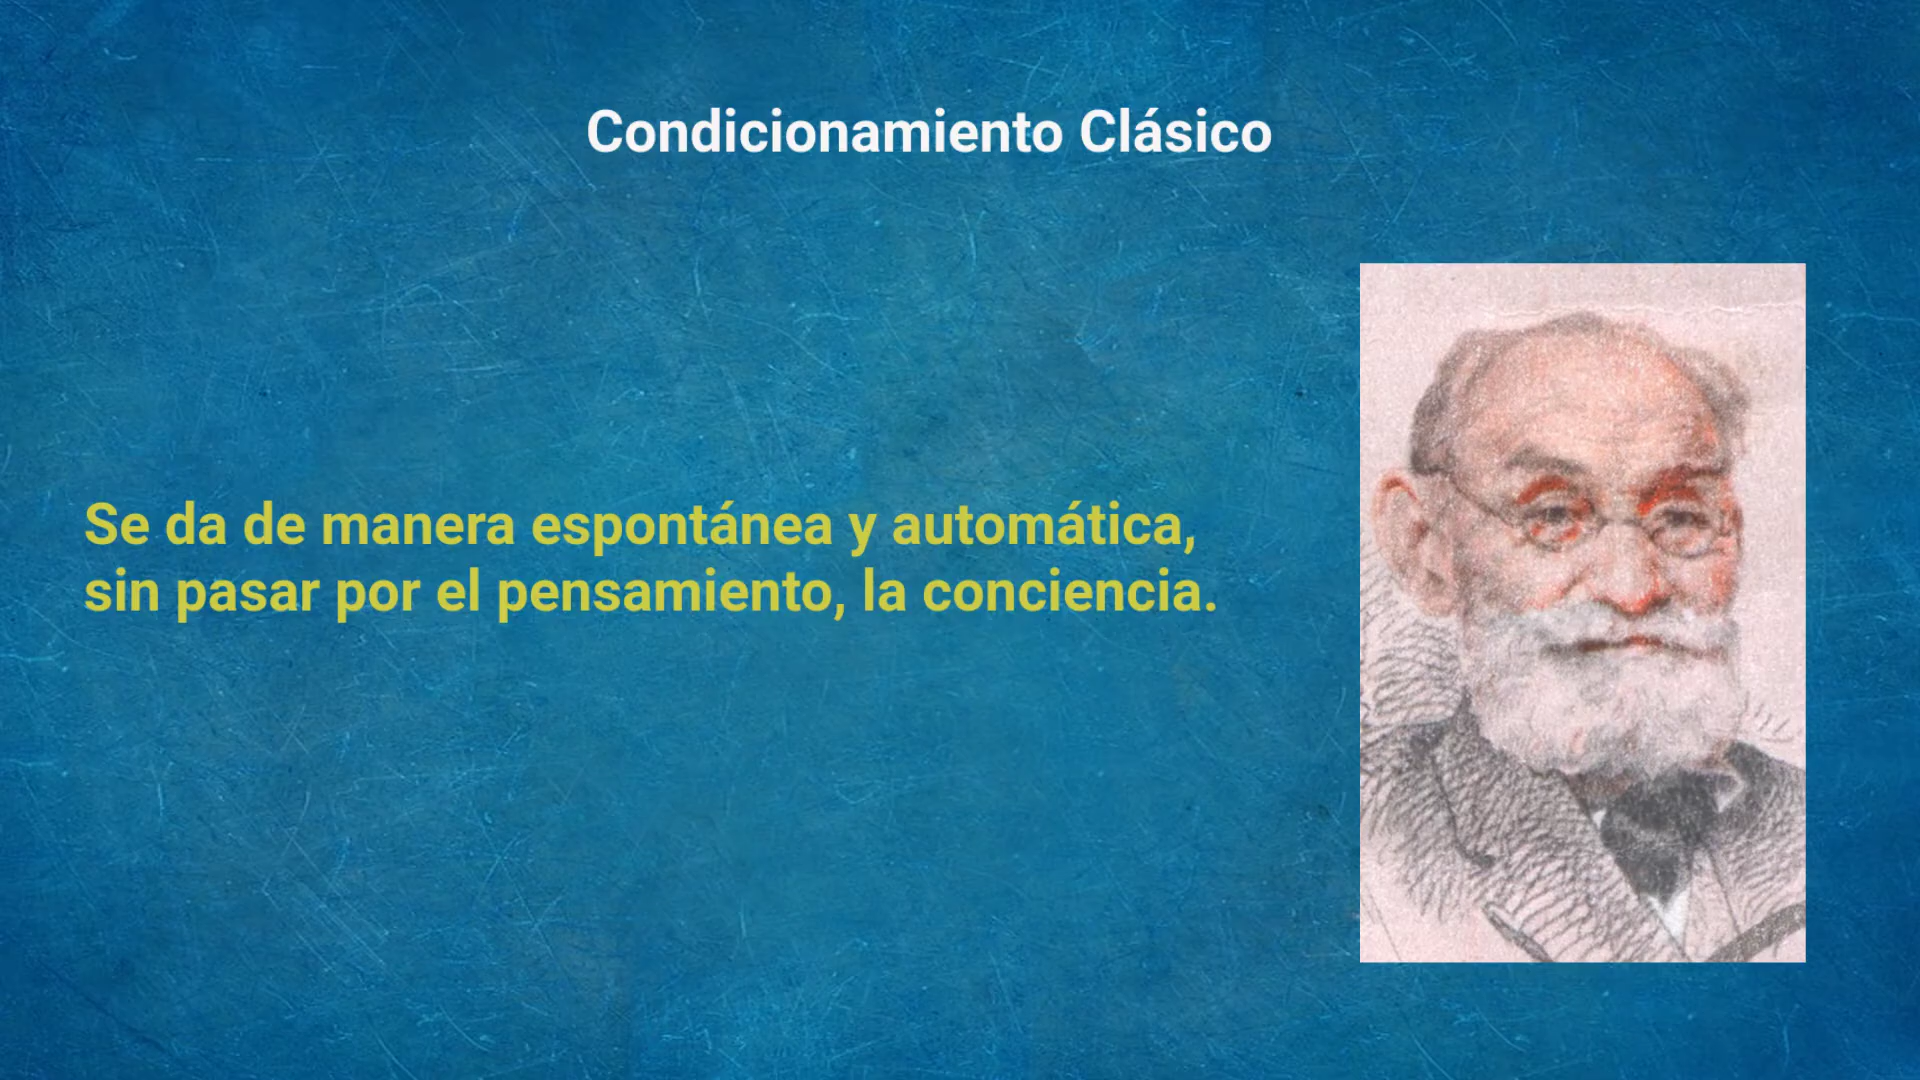 Condicionamiento Clásico
Se da de manera espontánea y automática,
sin pasar por el pensamiento, la conciencia.